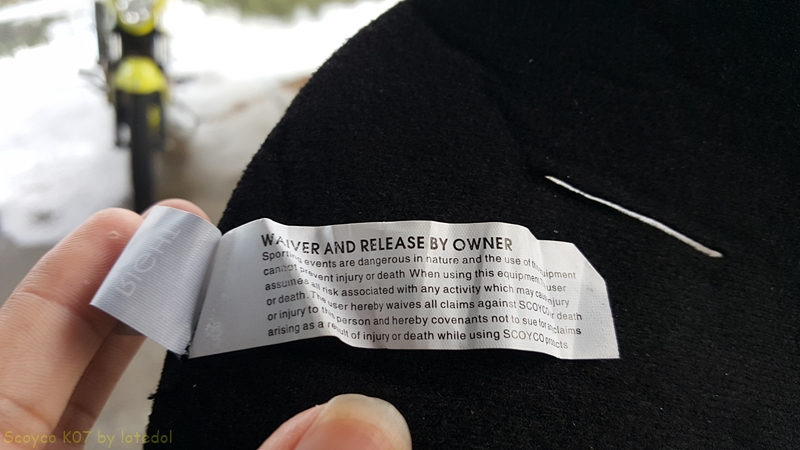 WAIVER AND RELEASE BY OWNER
Sporting events are dangerous in nature and the use of this equipment
cannot prevent injury or death. When using this equipment, user
assumes all risk associated with any activity which may cause injury
or death. The user hereby waives all claims against SCOYCO for death
or injury to this person and hereby covenants not to sue for any claims
arising as a result of injury or death while using SCOYCO products
Scoyco K07 by lotedol